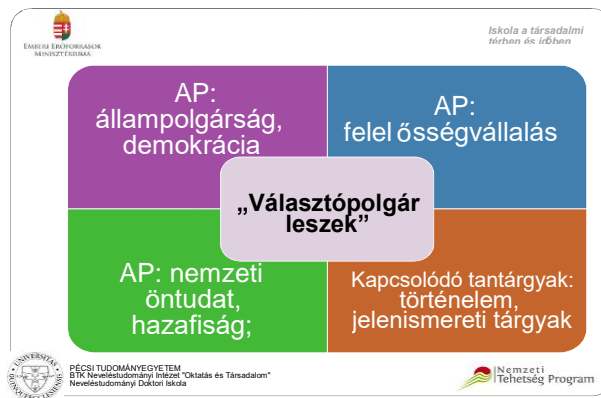 EMBERI ERŐFORRÁSOK
MINISZTÉRIUMA
Iskola a társadalmi
térben és időben
AP:
állampolgárság,
demokrácia
AP:
felelősségvállalás
„Választópolgár
leszek”
AP: nemzeti
öntudat,
hazafiság;
Kapcsolódó tantárgyak:
történelem,
jelenismereti tárgyak
PÉCSI TUDOMÁNYEGYETEM
BTK Neveléstudományi Intézet "Oktatás és Társadalom"
Neveléstudományi Doktori Iskola
Nemzeti
Tehetség Program